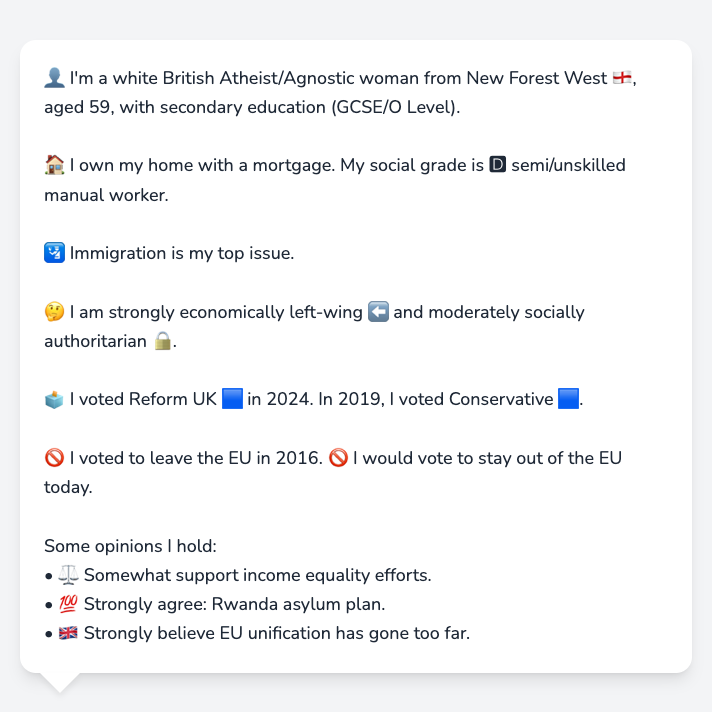 👤 I'm a white British Atheist/Agnostic woman from New Forest West 🏴󠁧󠁢󠁥󠁮󠁧󠁿,
aged 59, with secondary education (GCSE/O Level).
🏠 I own my home with a mortgage. My social grade is 🅳 semi/unskilled
manual worker.
🛂 Immigration is my top issue.
🤔 I am strongly economically left-wing ⬅️ and moderately socially
authoritarian 🔒.
🗳️ I voted Reform UK 🟦 in 2024. In 2019, I voted Conservative 🟦.
🚫 I voted to leave the EU in 2016. 🚫 I would vote to stay out of the EU
today.
Some opinions I hold:
• ⚖️ Somewhat support income equality efforts.
• 💯 Strongly agree: Rwanda asylum plan.
• 🇬🇧 Strongly believe EU unification has gone too far.